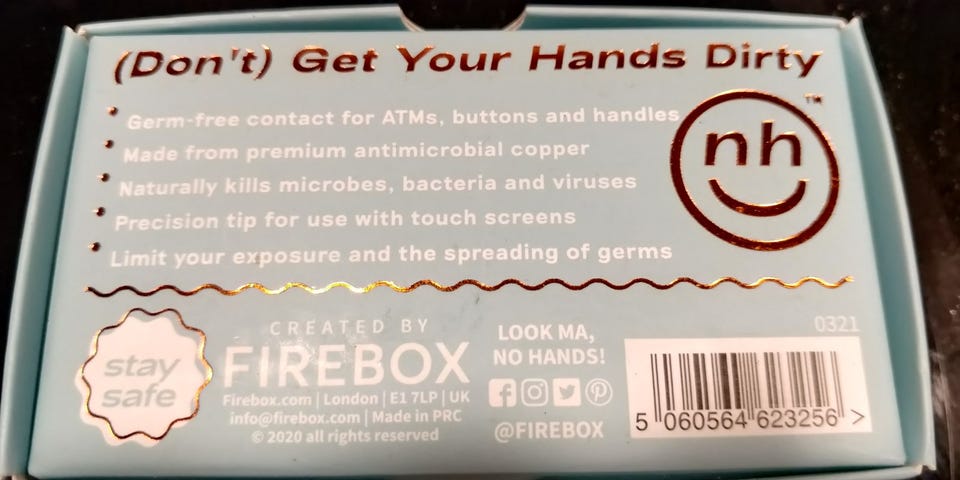 (Don't) Get Your Hands Dirty
• Germ-free contact for ATMs, buttons and handles
• Made from premium antimicrobial copper
• Naturally kills microbes, bacteria and viruses
• Precision tip for use with touch screens
• Limit your exposure and the spreading of germs
nh
™
stay
safe
CREATED BY
FIREBOX
Firebox.com | London | E1 7LP | UK
info@firebox.com | Made in PRC
© 2020 all rights reserved
LOOK MA,
NO HANDS!
@FIREBOX
0321
5 060564 623256 >